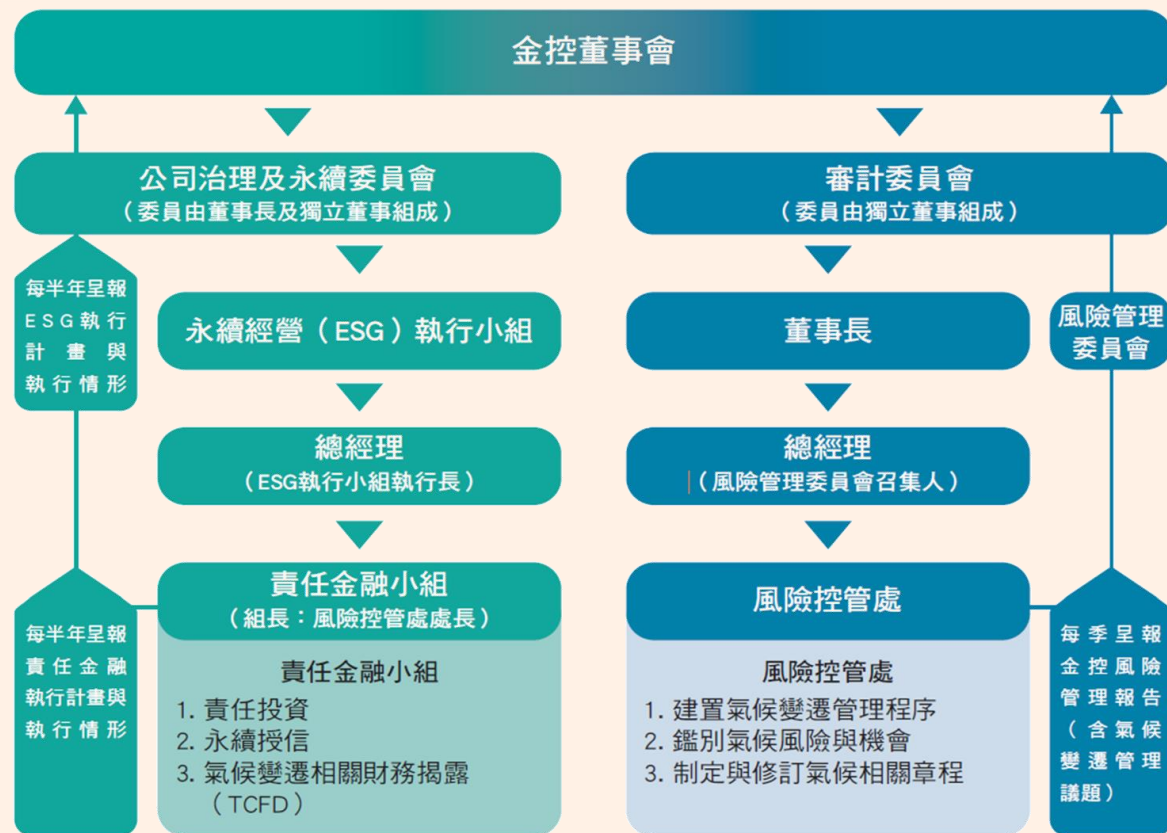 金控董事會
公司治理及永續委員會
（委員由董事長及獨立董事組成）
審計委員會
（委員由獨立董事組成）
每半年呈報
ESG執行
計畫與
執行情形
永續經營（ESG）執行小組
董事長
風險管理
委員會
總經理
（ESG執行小組執行長）
總經理
（風險管理委員會召集人）
每半年呈報
責任金融
執行計畫與
執行情形
責任金融小組
（組長：風險控管處處長）
責任金融小組
1. 責任投資
2. 永續授信
3. 氣候變遷相關財務揭露
（TCFD）
風險控管處
風險控管處
1. 建置氣候變遷管理程序
2. 鑑別氣候風險與機會
3. 制定與修訂氣候相關章程
每季呈報
金控風險
管理報告
（含氣候
變遷管理
議題）